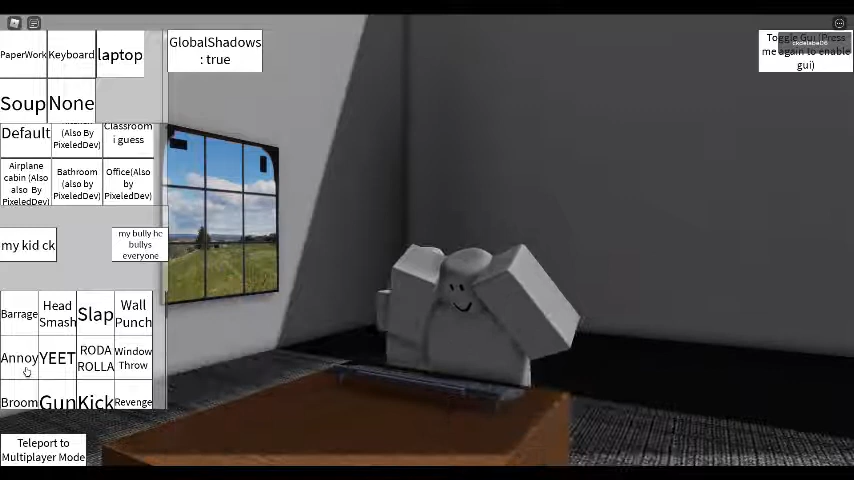 PaperWork
Keyboard
laptop
Soup
None
GlobalShadows
: true
Toggle Gui (Press
me again to enable
gui)
Default
(Also By
PixeledDev)
Classroom
i guess
Airplane
cabin (Also
also By
PixeledDev)
Bathroom
(also by
PixeledDev)
Office(Also
by
PixeledDev)
my kid ck
my bully he
bullys
everyone
Barrage
Head
Smash
Slap
Wall
Punch
Annoy
YEET
RODA
ROLLA
Window
Throw
Broom
Gun
Kick
Revenge
Teleport to
Multiplayer Mode